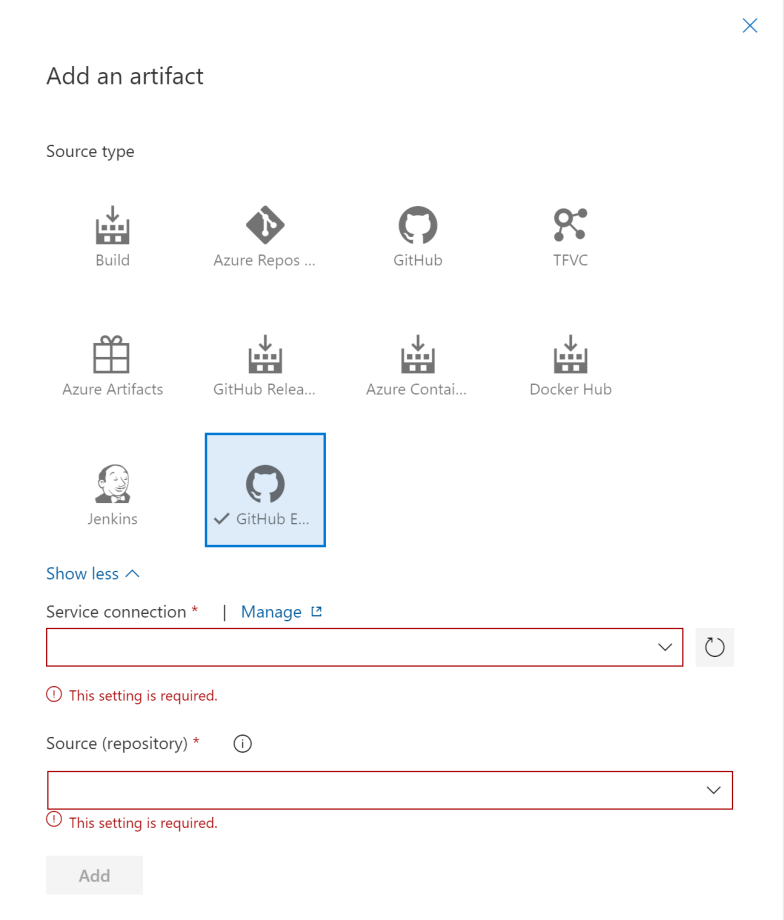 Add an artifact
Source type
Build
Azure Repos ...
GitHub
TFVC
Azure Artifacts
GitHub Relea...
Azure Contai...
Docker Hub
Jenkins
GitHub E...
Show less
Service connection * | Manage
This setting is required.
Source (repository) *
This setting is required.
Add